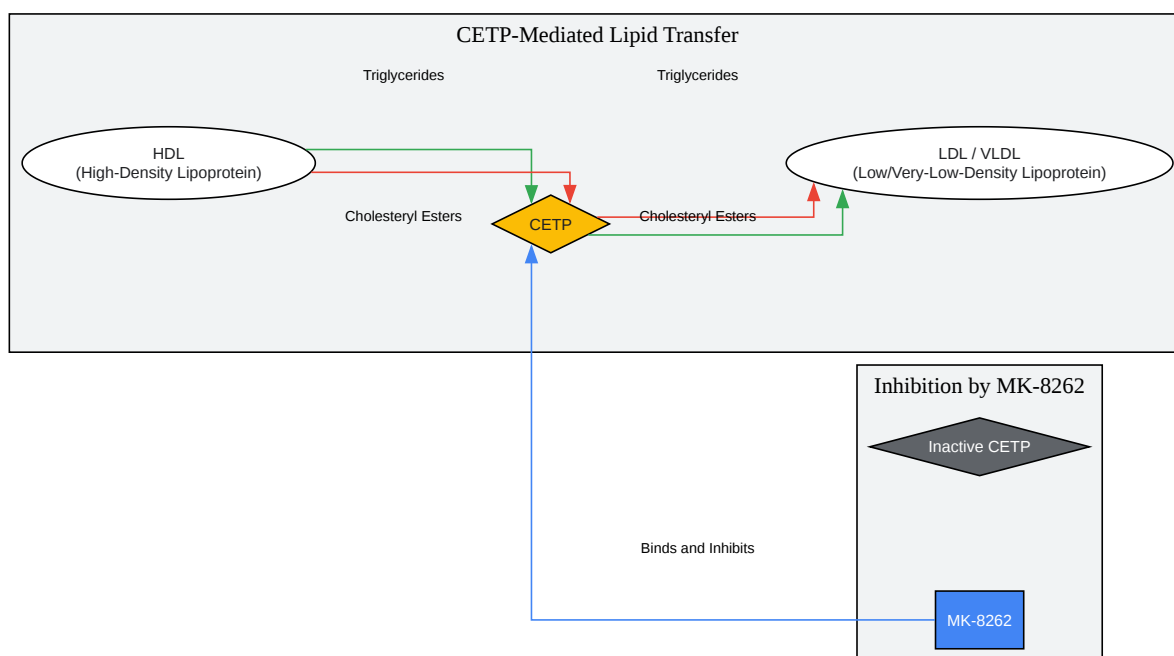 CETP-Mediated Lipid Transfer
Triglycerides
Triglycerides
HDL
(High-Density Lipoprotein)
LDL / VLDL
(Low/Very-Low-Density Lipoprotein)
Cholesteryl Esters
CETP
Cholesteryl Esters
Inhibition by MK-8262
Inactive CETP
Binds and Inhibits
MK-8262